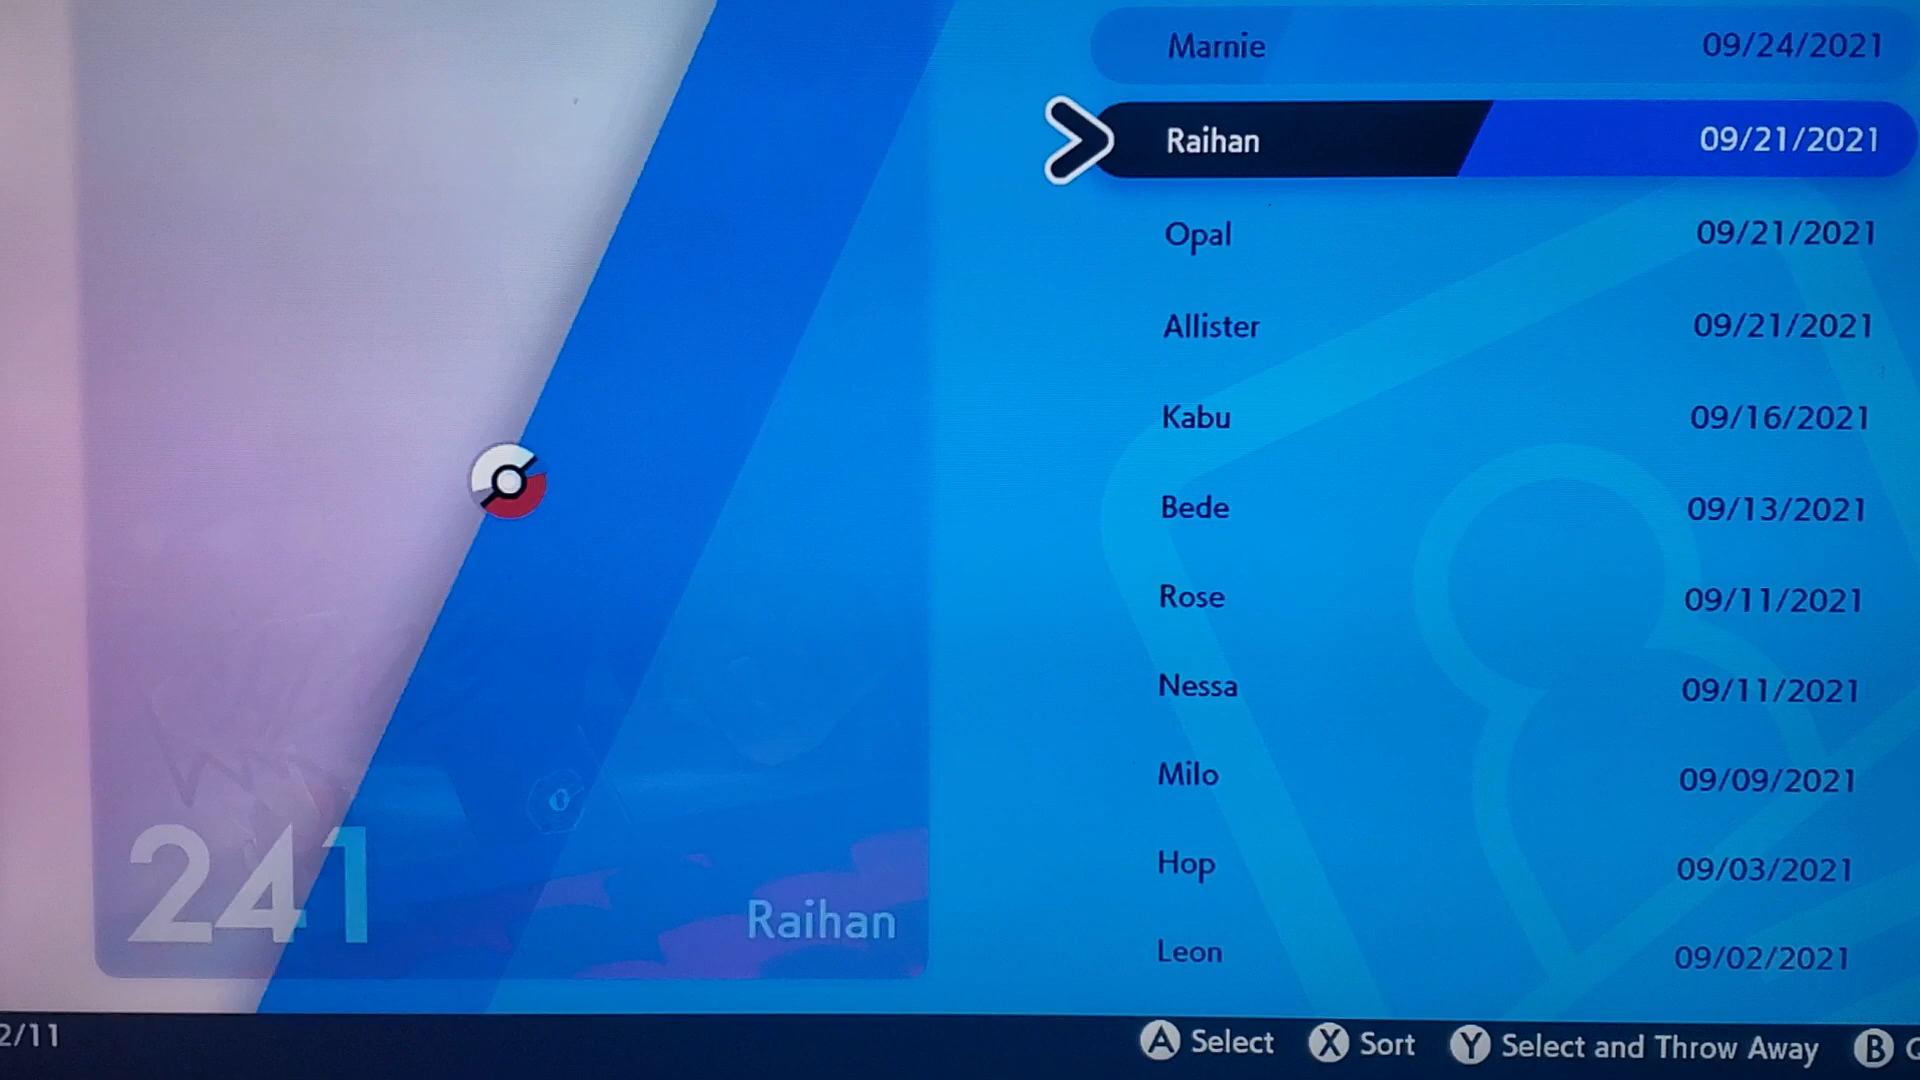 Marnie 09/24/2021
Raihan 09/21/2021
Opal 09/21/2021
Allister 09/21/2021
Kabu 09/16/2021
Bede 09/13/2021
Rose 09/11/2021
Nessa 09/11/2021
Milo 09/09/2021
Hop 09/03/2021
Leon 09/02/2021
241 Raihan
2/11 A Select X Sort Y Select and Throw Away B